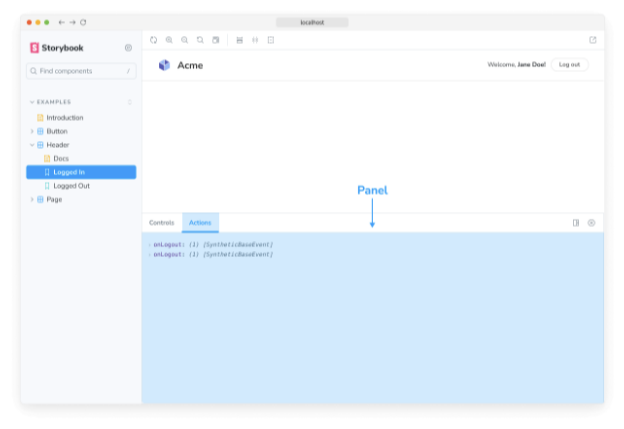 localhost
Storybook
Find components
/
Acme
Welcome, Jane Doe!
Log out
EXAMPLES
Introduction
Button
Header
Docs
Logged In
Logged Out
Page
Panel
Controls
Actions
onLogout: (1) [SyntheticBaseEvent]
onLogout: (1) [SyntheticBaseEvent]